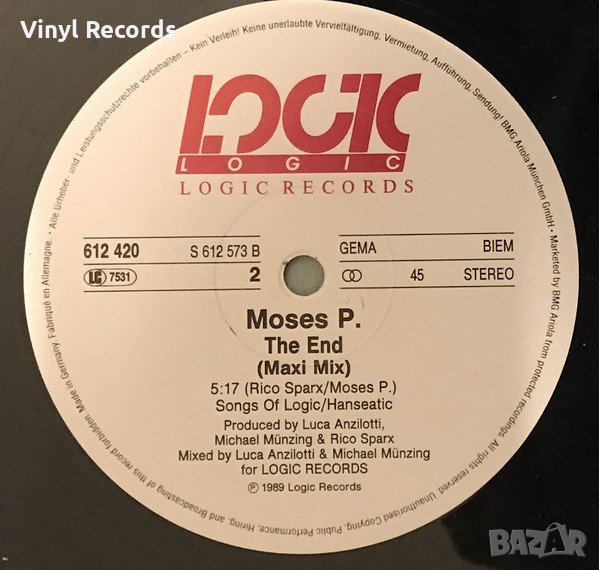 Vinyl Records
Alle Urheber- und Leistungsschutzrechte vorbehalten – Kein Verleih! Keine unerlaubte Vervielfältigung, Vermietung, Aufführung, Sendung! BMG Ariola München GmbH • Marketed by BMG Ariola
LOGIC
LOGIC
LOGIC RECORDS
612 420 S 612 573 B
LC 7531 2
GEMA BIEM
45 STEREO
Moses P.
The End
(Maxi Mix)
5:17 (Rico Sparx/Moses P.)
Songs Of Logic/Hanseatic
Produced by Luca Anzilotti,
Michael Münzing & Rico Sparx
Mixed by Luca Anzilotti & Michael Münzing
for LOGIC RECORDS
Ⓟ 1989 Logic Records
All rights reserved. Unauthorised Copying, Public Performance, Hiring, and Broadcasting of this record forbidden. Made in Germany Fabriqué en Allemagne.
BAZAR